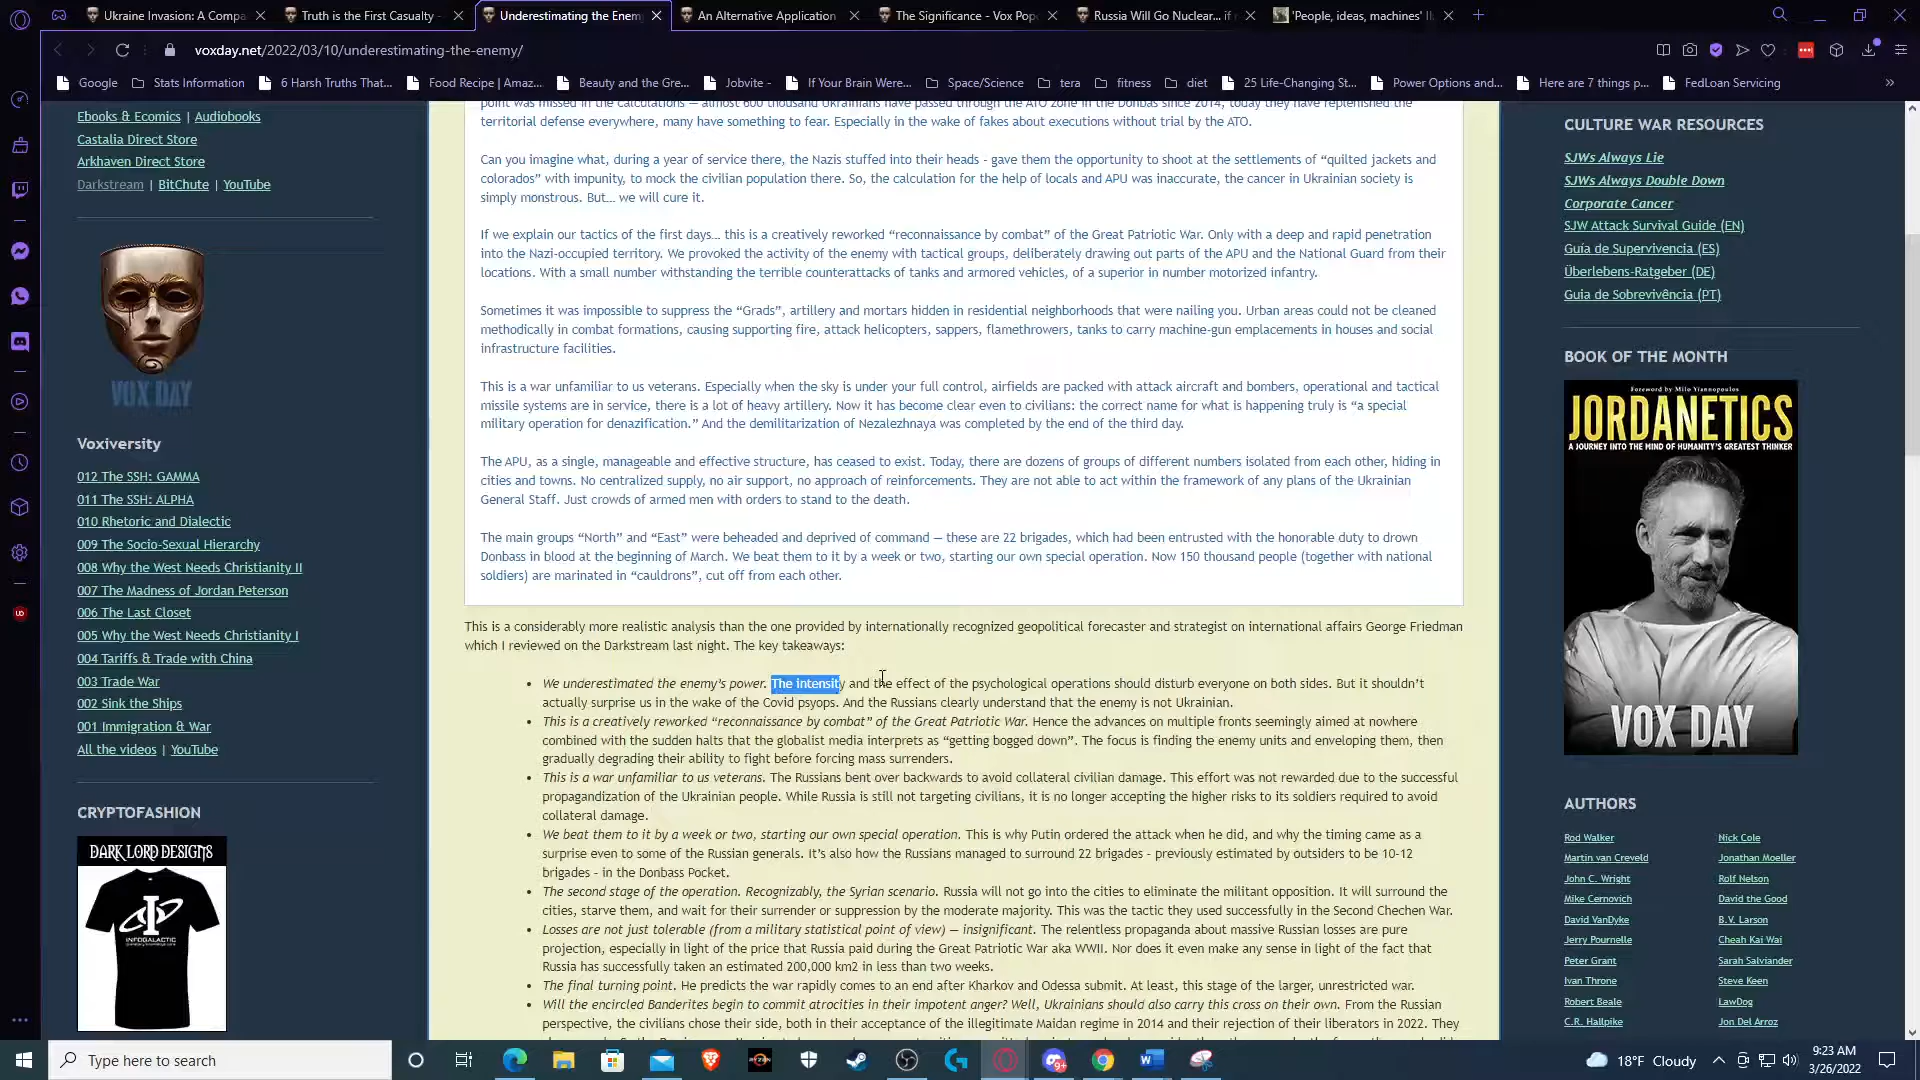 Ukraine Invasion: A Compa
Truth is the First Casualty -
Underestimating the Enem
An Alternative Application
The Significance - Vox Pop
Russia Will Go Nuclear... if
'People, ideas, machines' II
voxday.net/2022/03/10/underestimating-the-enemy/
Google
Stats Information
6 Harsh Truths That...
Food Recipe | Amaz...
Beauty and the Gre...
Jobvite -
If Your Brain Were...
Space/Science
tera
fitness
diet
25 Life-Changing St...
Power Options and...
Here are 7 things p...
FedLoan Servicing
Ebooks & Ecomics | Audiobooks
Castalia Direct Store
Arkhaven Direct Store
Darkstream | BitChute | YouTube
VOX DAY
Voxiversity
012 The SSH: GAMMA
011 The SSH: ALPHA
010 Rhetoric and Dialectic
009 The Socio-Sexual Hierarchy
008 Why the West Needs Christianity II
007 The Madness of Jordan Peterson
006 The Last Closet
005 Why the West Needs Christianity I
004 Tariffs & Trade with China
003 Trade War
002 Sink the Ships
001 Immigration & War
All the videos | YouTube
CRYPTOFASHION
DARK LORD DESIGNS
INFOGALACTIC
point was missed in the calculations — almost 600 thousand Ukrainians have passed through the ATO zone in the Donbas since 2014, today they have replenished the
territorial defense everywhere, many have something to fear. Especially in the wake of fakes about executions without trial by the ATO.
Can you imagine what, during a year of service there, the Nazis stuffed into their heads - gave them the opportunity to shoot at the settlements of “quilted jackets and
colorados” with impunity, to mock the civilian population there. So, the calculation for the help of locals and APU was inaccurate, the cancer in Ukrainian society is
simply monstrous. But… we will cure it.
If we explain our tactics of the first days… this is a creatively reworked “reconnaissance by combat” of the Great Patriotic War. Only with a deep and rapid penetration
into the Nazi-occupied territory. We provoked the activity of the enemy with tactical groups, deliberately drawing out parts of the APU and the National Guard from their
locations. With a small number withstanding the terrible counterattacks of tanks and armored vehicles, of a superior in number motorized infantry.
Sometimes it was impossible to suppress the “Grads”, artillery and mortars hidden in residential neighborhoods that were nailing you. Urban areas could not be cleaned
methodically in combat formations, causing supporting fire, attack helicopters, sappers, flamethrowers, tanks to carry machine-gun emplacements in houses and social
infrastructure facilities.
This is a war unfamiliar to us veterans. Especially when the sky is under your full control, airfields are packed with attack aircraft and bombers, operational and tactical
missile systems are in service, there is a lot of heavy artillery. Now it has become clear even to civilians: the correct name for what is happening truly is “a special
military operation for denazification.” And the demilitarization of Nezalezhnaya was completed by the end of the third day.
The APU, as a single, manageable and effective structure, has ceased to exist. Today, there are dozens of groups of different numbers isolated from each other, hiding in
cities and towns. No centralized supply, no air support, no approach of reinforcements. They are not able to act within the framework of any plans of the Ukrainian
General Staff. Just crowds of armed men with orders to stand to the death.
The main groups “North” and “East” were beheaded and deprived of command — these are 22 brigades, which had been entrusted with the honorable duty to drown
Donbass in blood at the beginning of March. We beat them to it by a week or two, starting our own special operation. Now 150 thousand people (together with national
soldiers) are marinated in “cauldrons”, cut off from each other.
This is a considerably more realistic analysis than the one provided by internationally recognized geopolitical forecaster and strategist on international affairs George Friedman
which I reviewed on the Darkstream last night. The key takeaways:
We underestimated the enemy’s power. The intensity and the effect of the psychological operations should disturb everyone on both sides. But it shouldn’t
actually surprise us in the wake of the Covid psyops. And the Russians clearly understand that the enemy is not Ukrainian.
This is a creatively reworked “reconnaissance by combat” of the Great Patriotic War. Hence the advances on multiple fronts seemingly aimed at nowhere
combined with the sudden halts that the globalist media interprets as “getting bogged down”. The focus is finding the enemy units and enveloping them, then
gradually degrading their ability to fight before forcing mass surrenders.
This is a war unfamiliar to us veterans. The Russians bent over backwards to avoid collateral civilian damage. This effort was not rewarded due to the successful
propagandization of the Ukrainian people. While Russia is still not targeting civilians, it is no longer accepting the higher risks to its soldiers required to avoid
collateral damage.
We beat them to it by a week or two, starting our own special operation. This is why Putin ordered the attack when he did, and why the timing came as a
surprise even to some of the Russian generals. It’s also how the Russians managed to surround 22 brigades – previously estimated by outsiders to be 10-12
brigades – in the Donbass Pocket.
The second stage of the operation. Recognizably, the Syrian scenario. Russia will not go into the cities to eliminate the militant opposition. It will surround the
cities, starve them, and wait for their surrender or suppression by the moderate majority. This was the tactic they used successfully in the Second Chechen War.
Losses are not just tolerable (from a military statistical point of view) — insignificant. The relentless propaganda about massive Russian losses are pure
projection, especially in light of the price that Russia paid during the Great Patriotic War aka WWII. Nor does it even make any sense in light of the fact that
Russia has successfully taken an estimated 200,000 km2 in less than two weeks.
The final turning point. He predicts the war rapidly comes to an end after Kharkov and Odessa submit. At least, this stage of the larger, unrestricted war.
Will the encircled Banderites begin to commit atrocities in their impotent anger? Well, Ukrainians should also carry this cross on their own. From the Russian
perspective, the civilians chose their side, both in their acceptance of the illegitimate Maidan regime in 2014 and their rejection of their liberators in 2022. They
CULTURE WAR RESOURCES
SJWs Always Lie
SJWs Always Double Down
Corporate Cancer
SJW Attack Survival Guide (EN)
Guía de Supervivencia (ES)
Überlebens-Ratgeber (DE)
Guia de Sobrevivência (PT)
BOOK OF THE MONTH
Foreword by Milo Yiannopoulos
JORDANETICS
A JOURNEY INTO THE MIND OF HUMANITY'S GREATEST THINKER
VOX DAY
AUTHORS
Rod Walker
Nick Cole
Martin van Creveld
Jonathan Moeller
John C. Wright
Rolf Nelson
Mike Cernovich
David the Good
David VanDyke
B.V. Larson
Jerry Pournelle
Cheah Kai Wai
Peter Grant
Sarah Salviander
Ivan Throne
Steve Keen
Robert Beale
LawDog
C.R. Hallpike
Jon Del Arroz
Type here to search
18°F Cloudy
9:23 AM
3/26/2022